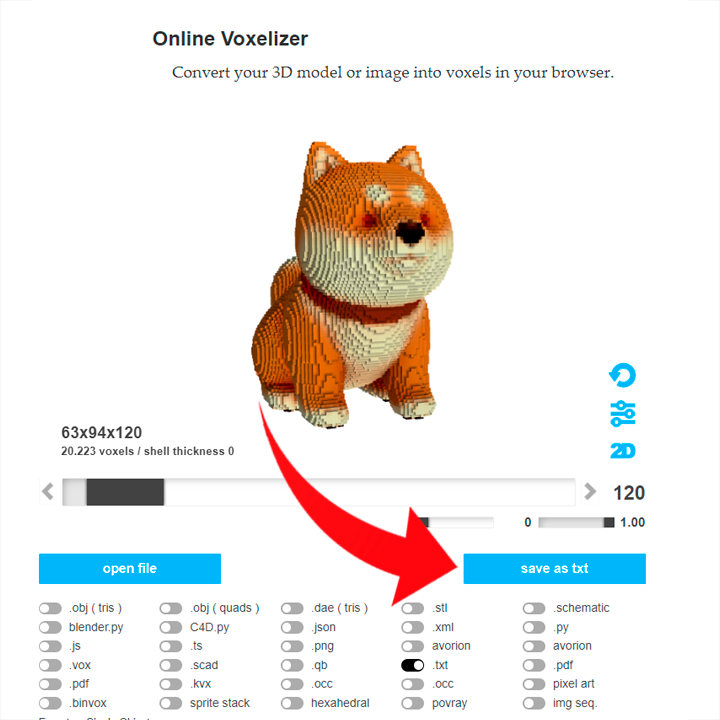 Online Voxelizer
Convert your 3D model or image into voxels in your browser.
2D
63x94x120
20.223 voxels / shell thickness 0
120
0 1.00
open file save as txt
.obj ( tris ) .obj ( quads ) .dae ( tris ) .stl .schematic
blender.py C4D.py .json .xml .py
.js .ts .png avorion avorion
.vox .scad .qb .txt .pdf
.pdf .kvx .occ .occ pixel art
.binvox sprite stack hexahedral povray img seq.